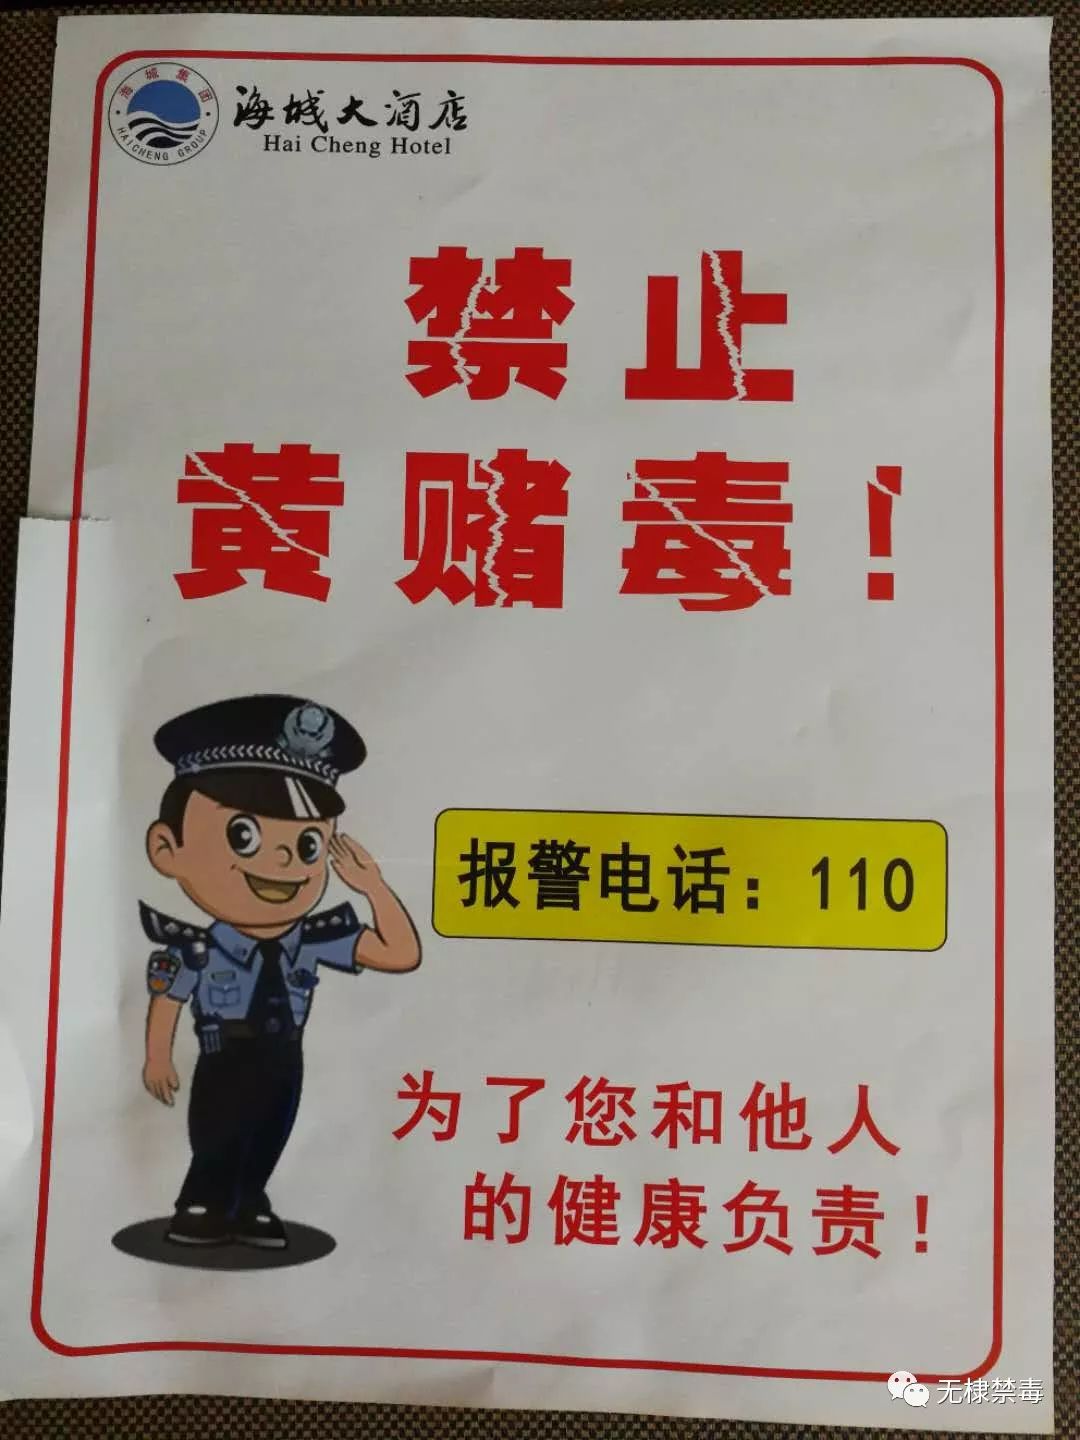 海城集团
HAICHENG GROUP
海城大酒店
Hai Cheng Hotel
禁止
黄赌毒！
报警电话：110
为了您和他人
的健康负责！
无棣禁毒